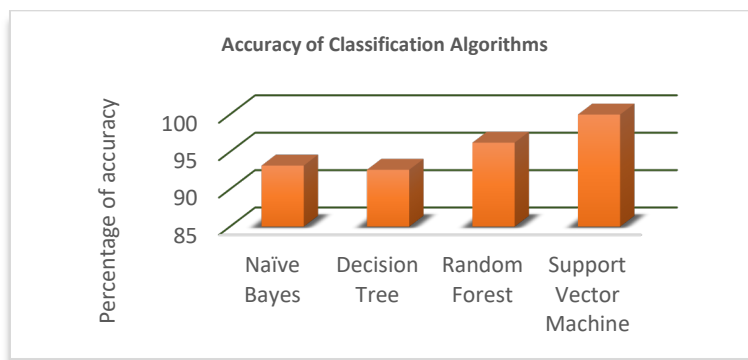 Accuracy of Classification Algorithms
Percentage of accuracy
100
95
90
85
Naïve
Bayes
Decision
Tree
Random
Forest
Support
Vector
Machine